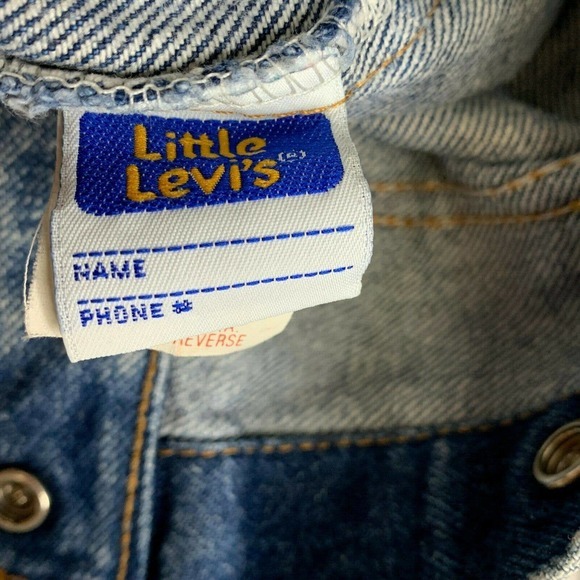 Little
Levi's (R)
NAME
PHONE #
REVERSE